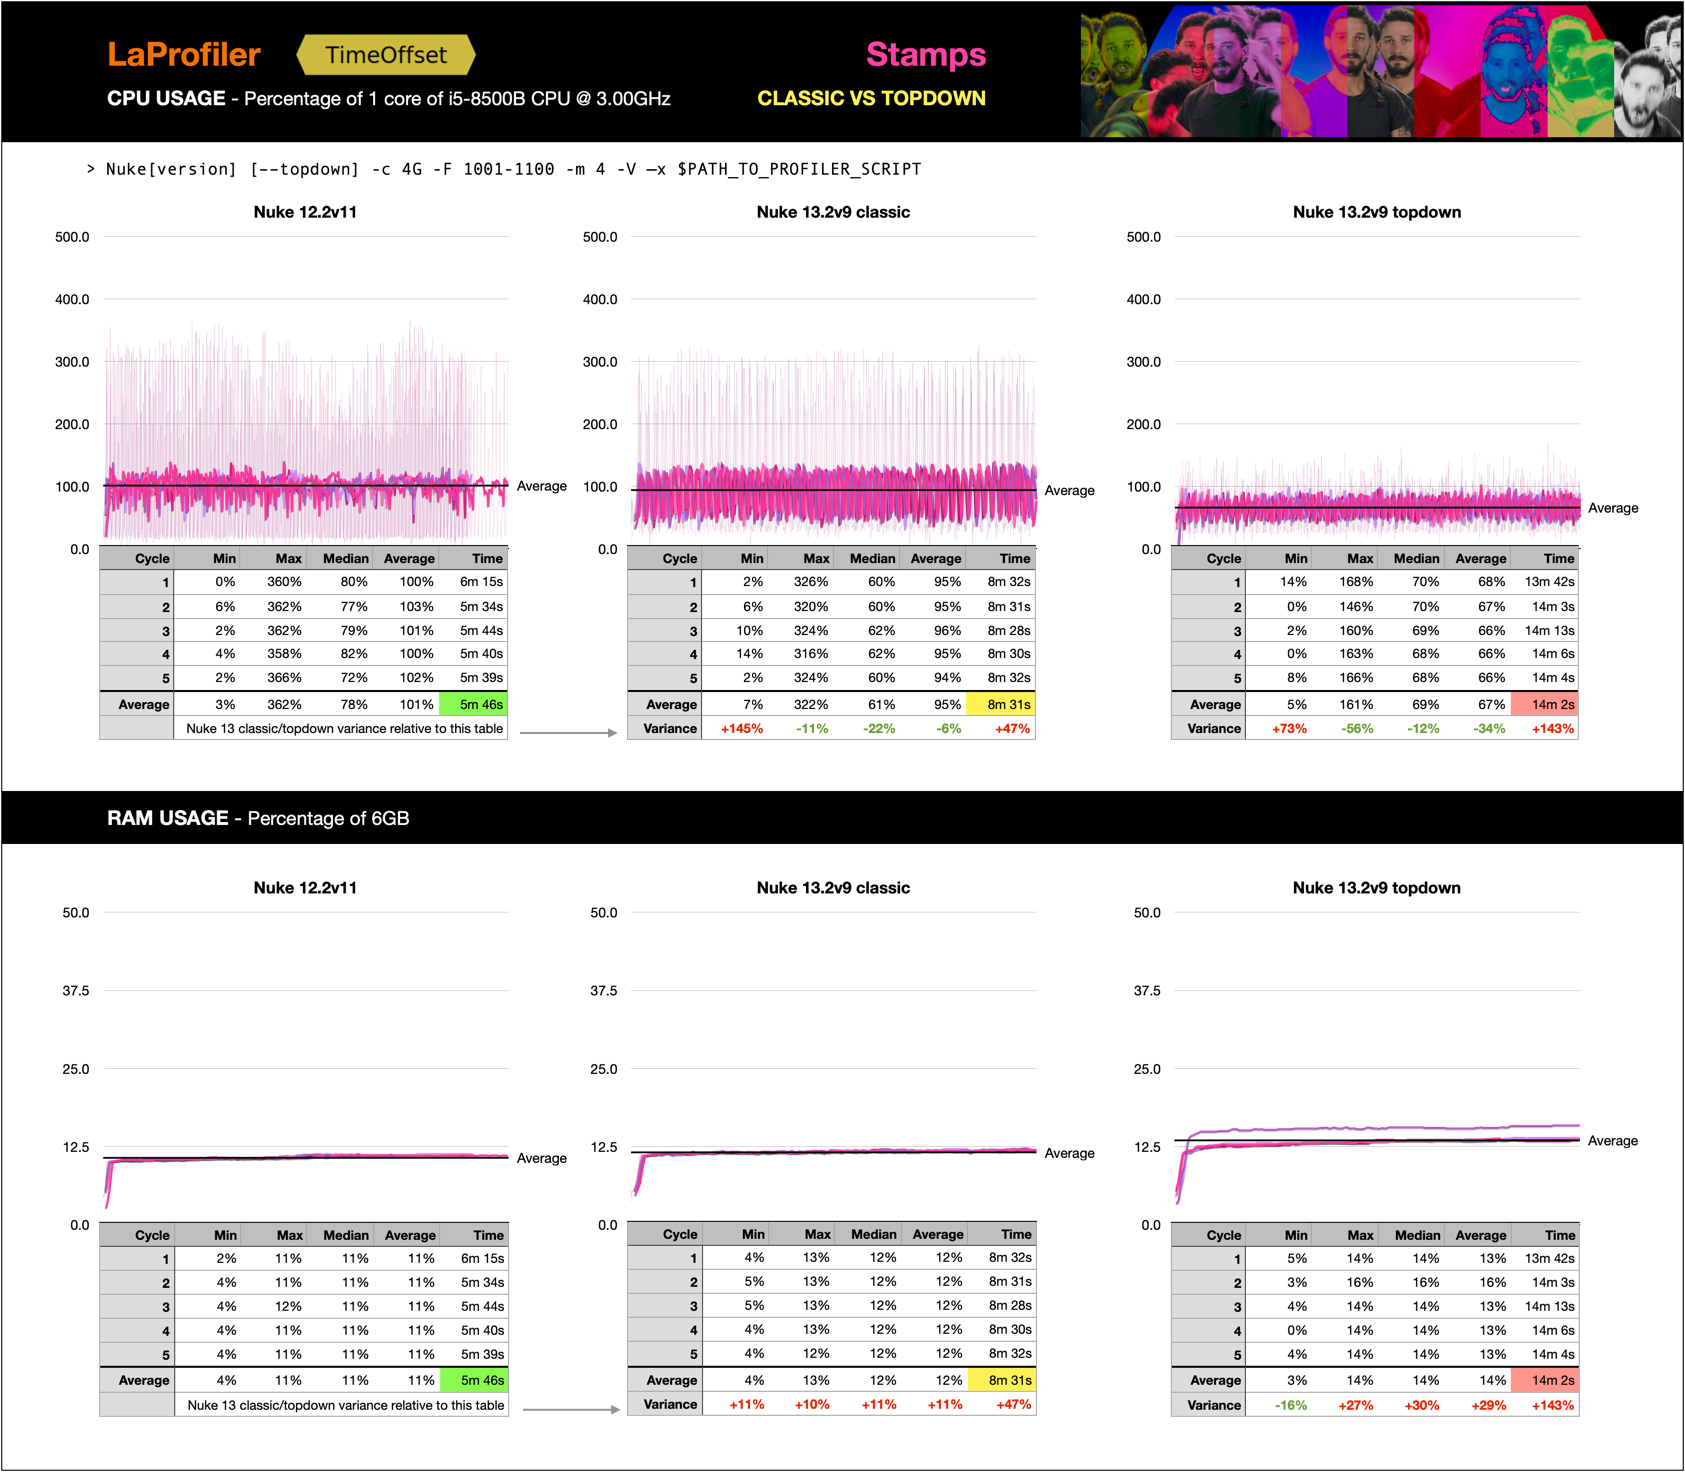 LaProfiler TimeOffset Stamps
CPU USAGE - Percentage of 1 core of i5-8500B CPU @ 3.00GHz CLASSIC VS TOPDOWN
> Nuke[version] [--topdown] -c 4G -F 1001-1100 -m 4 -V –x $PATH_TO_PROFILER_SCRIPT
Nuke 12.2v11
500.0
400.0
300.0
200.0
100.0
0.0
Average
Cycle Min Max Median Average Time
1 0% 360% 80% 100% 6m 15s
2 6% 362% 77% 103% 5m 34s
3 2% 362% 79% 101% 5m 44s
4 4% 358% 82% 100% 5m 40s
5 2% 366% 72% 102% 5m 39s
Average 3% 362% 78% 101% 5m 46s
Nuke 13 classic/topdown variance relative to this table
Nuke 13.2v9 classic
500.0
400.0
300.0
200.0
100.0
0.0
Average
Cycle Min Max Median Average Time
1 2% 326% 60% 95% 8m 32s
2 6% 320% 60% 95% 8m 31s
3 10% 324% 62% 96% 8m 28s
4 14% 316% 62% 95% 8m 30s
5 2% 324% 60% 94% 8m 32s
Average 7% 322% 61% 95% 8m 31s
Variance +145% -11% -22% -6% +47%
Nuke 13.2v9 topdown
500.0
400.0
300.0
200.0
100.0
0.0
Average
Cycle Min Max Median Average Time
1 14% 168% 70% 68% 13m 42s
2 0% 146% 70% 67% 14m 3s
3 2% 160% 69% 66% 14m 13s
4 0% 163% 68% 66% 14m 6s
5 8% 166% 68% 66% 14m 4s
Average 5% 161% 69% 67% 14m 2s
Variance +73% -56% -12% -34% +143%
RAM USAGE - Percentage of 6GB
Nuke 12.2v11
50.0
37.5
25.0
12.5
0.0
Average
Cycle Min Max Median Average Time
1 2% 11% 11% 11% 6m 15s
2 4% 11% 11% 11% 5m 34s
3 4% 12% 11% 11% 5m 44s
4 4% 11% 11% 11% 5m 40s
5 4% 11% 11% 11% 5m 39s
Average 4% 11% 11% 11% 5m 46s
Nuke 13 classic/topdown variance relative to this table
Nuke 13.2v9 classic
50.0
37.5
25.0
12.5
0.0
Average
Cycle Min Max Median Average Time
1 4% 13% 12% 12% 8m 32s
2 5% 13% 12% 12% 8m 31s
3 5% 13% 12% 12% 8m 28s
4 4% 13% 12% 12% 8m 30s
5 4% 12% 12% 12% 8m 32s
Average 4% 13% 12% 12% 8m 31s
Variance +11% +10% +11% +11% +47%
Nuke 13.2v9 topdown
50.0
37.5
25.0
12.5
0.0
Average
Cycle Min Max Median Average Time
1 5% 14% 14% 13% 13m 42s
2 3% 16% 16% 16% 14m 3s
3 4% 14% 14% 13% 14m 13s
4 0% 14% 14% 13% 14m 6s
5 4% 14% 14% 13% 14m 4s
Average 3% 14% 14% 14% 14m 2s
Variance -16% +27% +30% +29% +143%